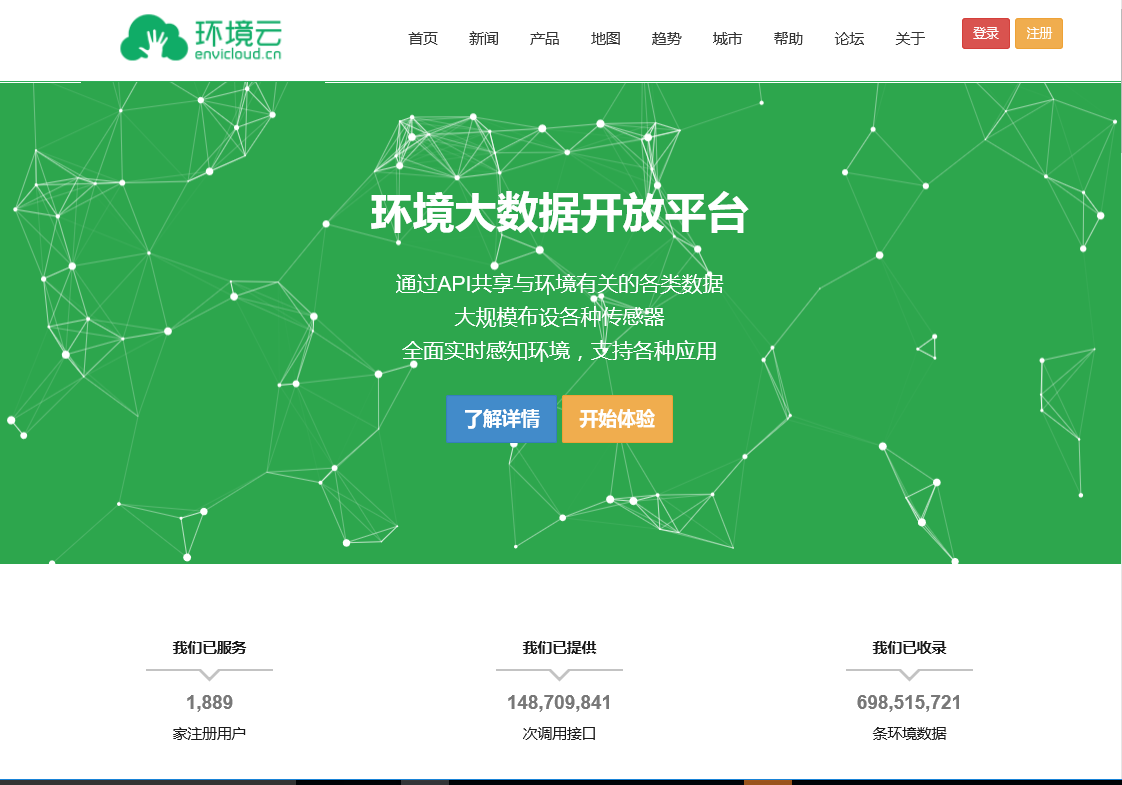 环境云
envicloud.cn
首页 新闻 产品 地图 趋势 城市 帮助 论坛 关于 登录 注册
环境大数据开放平台
通过API共享与环境有关的各类数据
大规模布设各种传感器
全面实时感知环境，支持各种应用
了解详情 开始体验
我们已服务 我们已提供 我们已收录
1,889 148,709,841 698,515,721
家注册用户 次调用接口 条环境数据